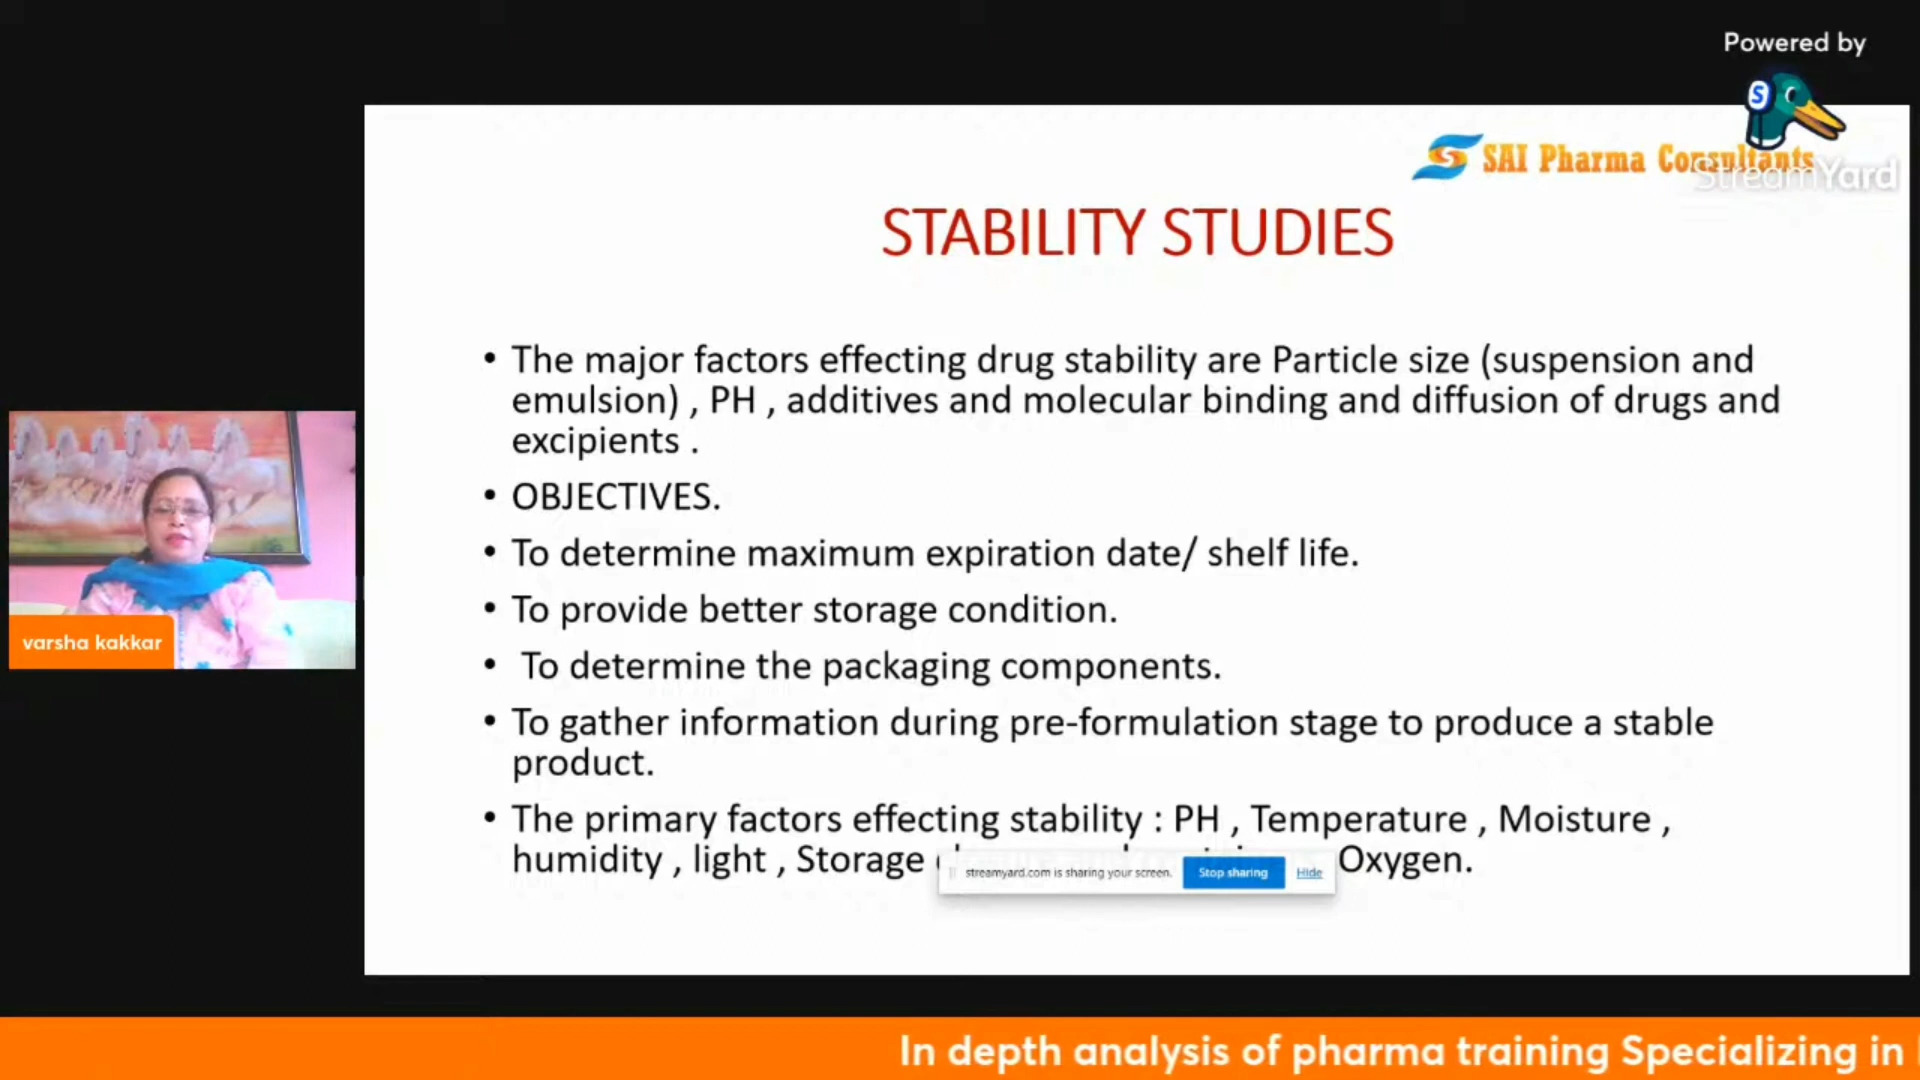 Powered by
S
SAI Pharma Consultants
StreamYard
STABILITY STUDIES
• The major factors effecting drug stability are Particle size (suspension and
emulsion) , PH , additives and molecular binding and diffusion of drugs and
excipients .
• OBJECTIVES.
• To determine maximum expiration date/ shelf life.
• To provide better storage condition.
• To determine the packaging components.
• To gather information during pre-formulation stage to produce a stable
product.
• The primary factors effecting stability : PH , Temperature , Moisture ,
humidity , light , Storage Oxygen.
streamyard.com is sharing your screen. Stop sharing Hide
varsha kakkar
In depth analysis of pharma training Specializing in